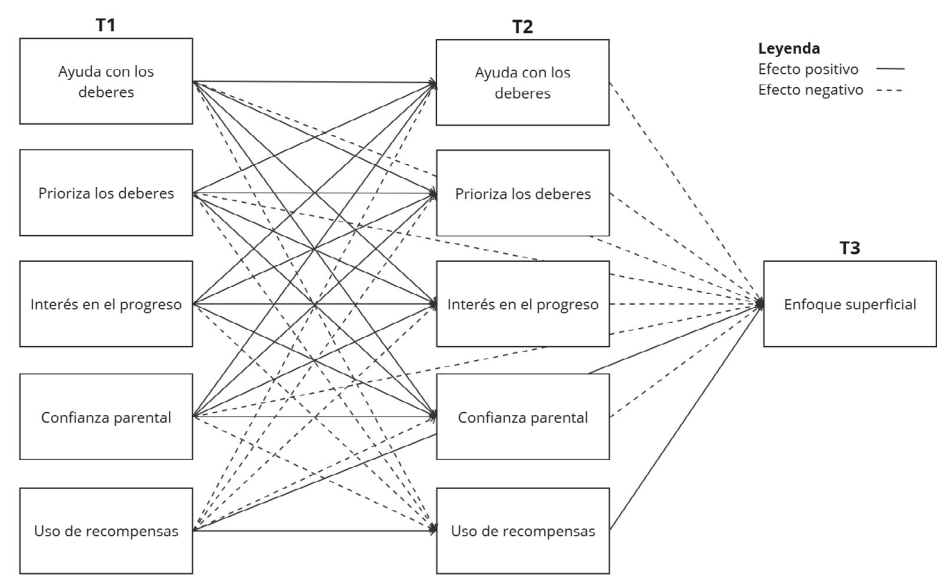 T1
Ayuda con los
deberes
Prioriza los deberes
Interés en el progreso
Confianza parental
Uso de recompensas
T2
Ayuda con los
deberes
Prioriza los deberes
Interés en el progreso
Confianza parental
Uso de recompensas
Leyenda
Efecto positivo
Efecto negativo
T3
Enfoque superficial